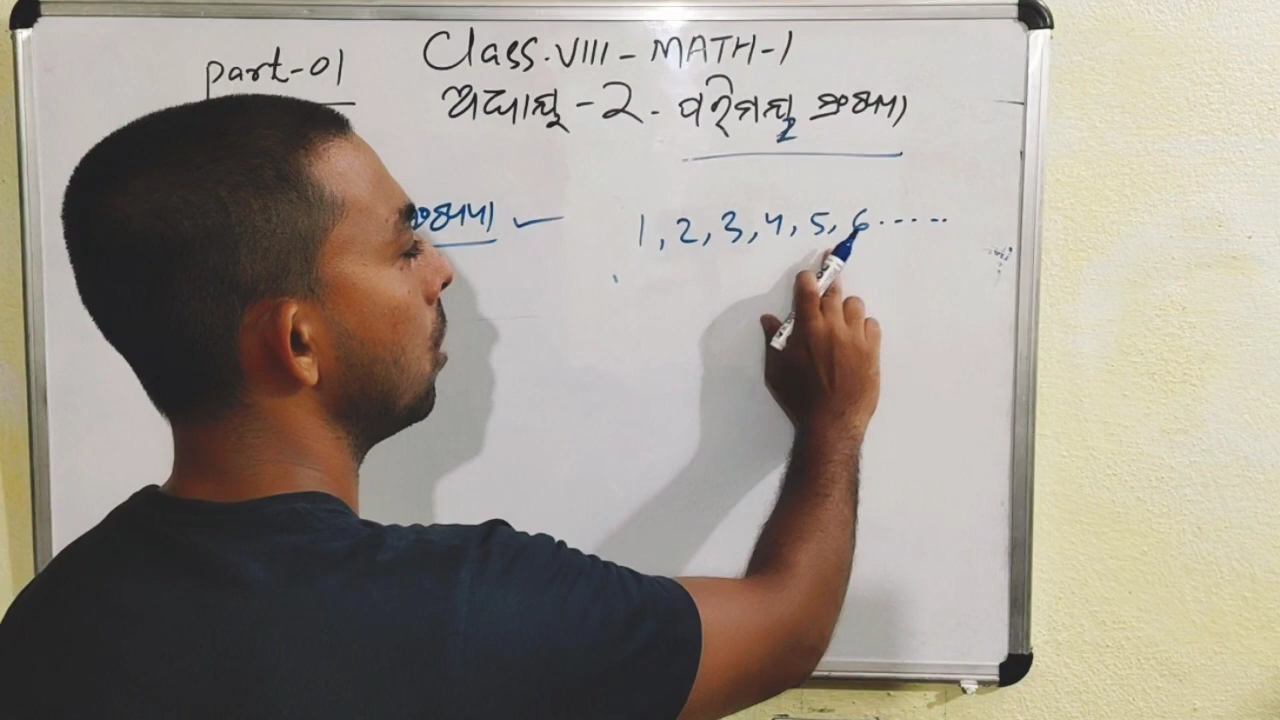 part-01
Class.VIII-MATH-1
ଅଧ୍ୟାୟ-2. ପରିମେୟ ସଂଖ୍ୟା
ସଂଖ୍ୟା 1, 2, 3, 4, 5, 6 ......